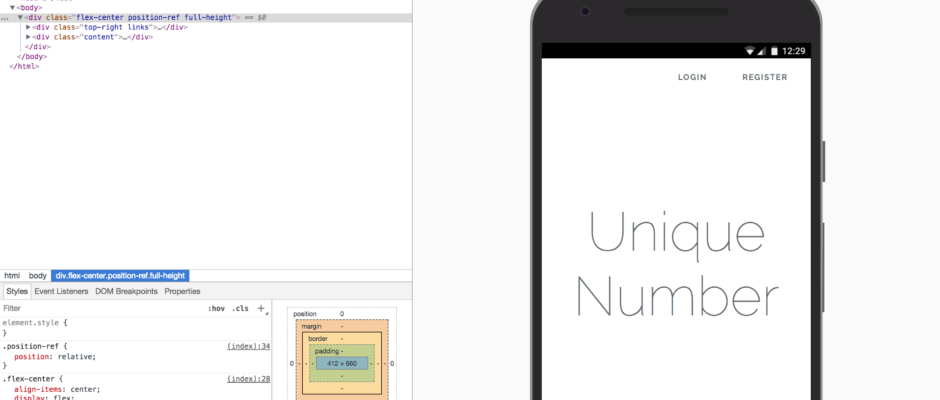 <body>
... <div class="flex-center position-ref full-height"> == $0
<div class="top-right links">…</div>
<div class="content">…</div>
</div>
</body>
</html>
html body div.flex-center.position-ref.full-height
Styles Event Listeners DOM Breakpoints Properties
Filter :hov .cls +
element.style {
}
.position-ref { (index):34
position: relative;
}
.flex-center { (index):28
align-items: center;
display: flex;
position 0
margin -
border -
padding -
0 - - - 412 × 660 - - - 0
-
-
12:29
LOGIN REGISTER
Unique
Number